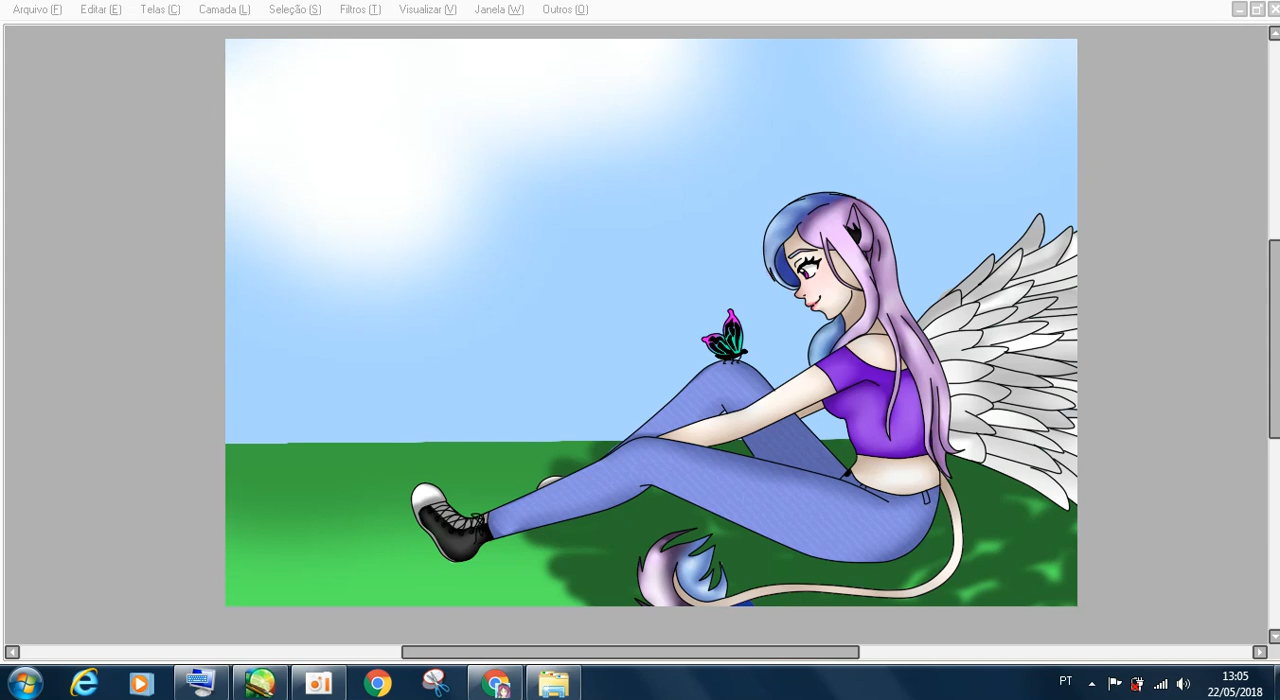 Arquivo (F) Editar (E) Telas (C) Camada (L) Seleção (S) Filtros (T) Visualizar (V) Janela (W) Outros (O)
PT 13:05
22/05/2018